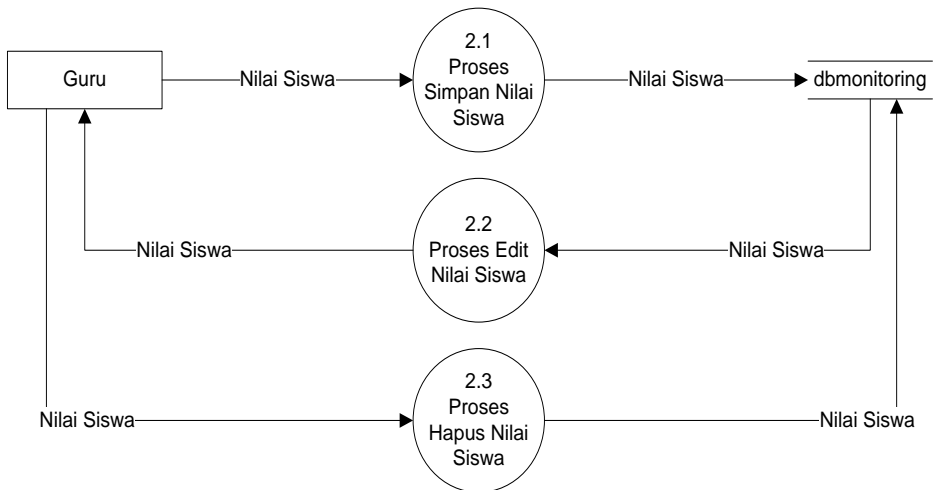 Guru
Nilai Siswa
2.1
Proses
Simpan Nilai
Siswa
Nilai Siswa
dbmonitoring
Nilai Siswa
2.2
Proses Edit
Nilai Siswa
Nilai Siswa
Nilai Siswa
2.3
Proses
Hapus Nilai
Siswa
Nilai Siswa